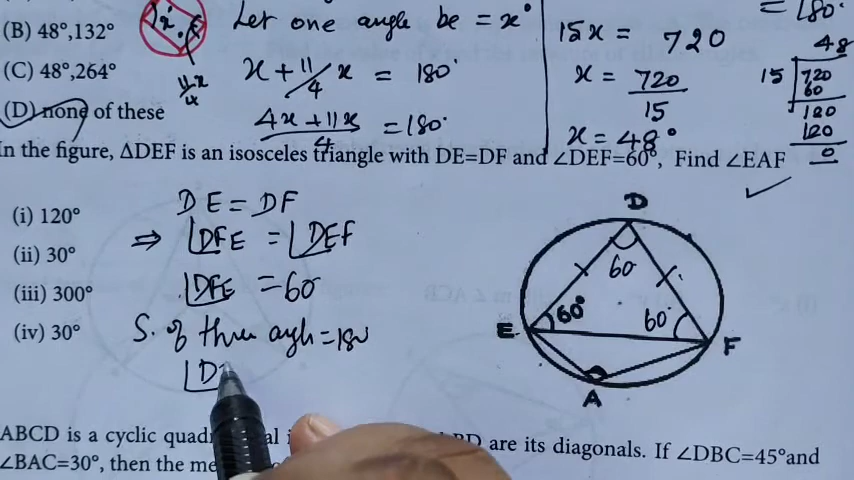 (B) 48°,132°
(C) 48°,264°
(D) none of these
x
Let one angle be = x°
x + 11/4 x = 180°
11/4 x
4x + 11x / 4 = 180°
= 180°
15x = 720
x = 720 / 15
x = 48°
48
15 720
60
120
120
0
In the figure, ΔDEF is an isosceles triangle with DE=DF and ∠DEF=60°, Find ∠EAF
(i) 120°
(ii) 30°
(iii) 300°
(iv) 30°
DE = DF
⇒ ∠DFE = ∠DEF
∠DFE = 60
S. of three = 180
D
60
E 60° 60 F
A
ABCD is a cyclic are its diagonals. If ∠DBC=45°and
∠BAC=30°, then the